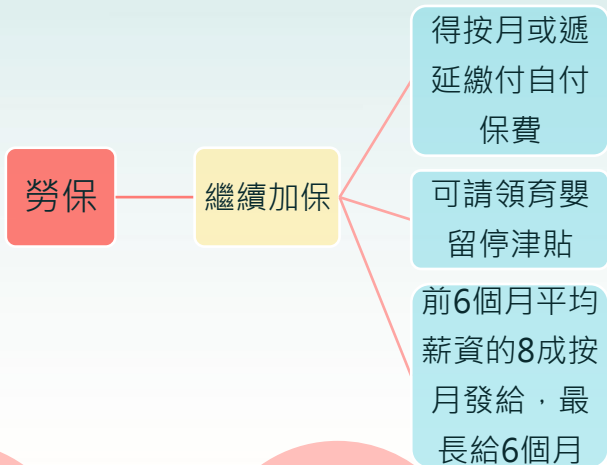 勞保
繼續加保
得按月或遞
延繳付自付
保費
可請領育嬰
留停津貼
前6個月平均
薪資的8成按
月發給，最
長給6個月